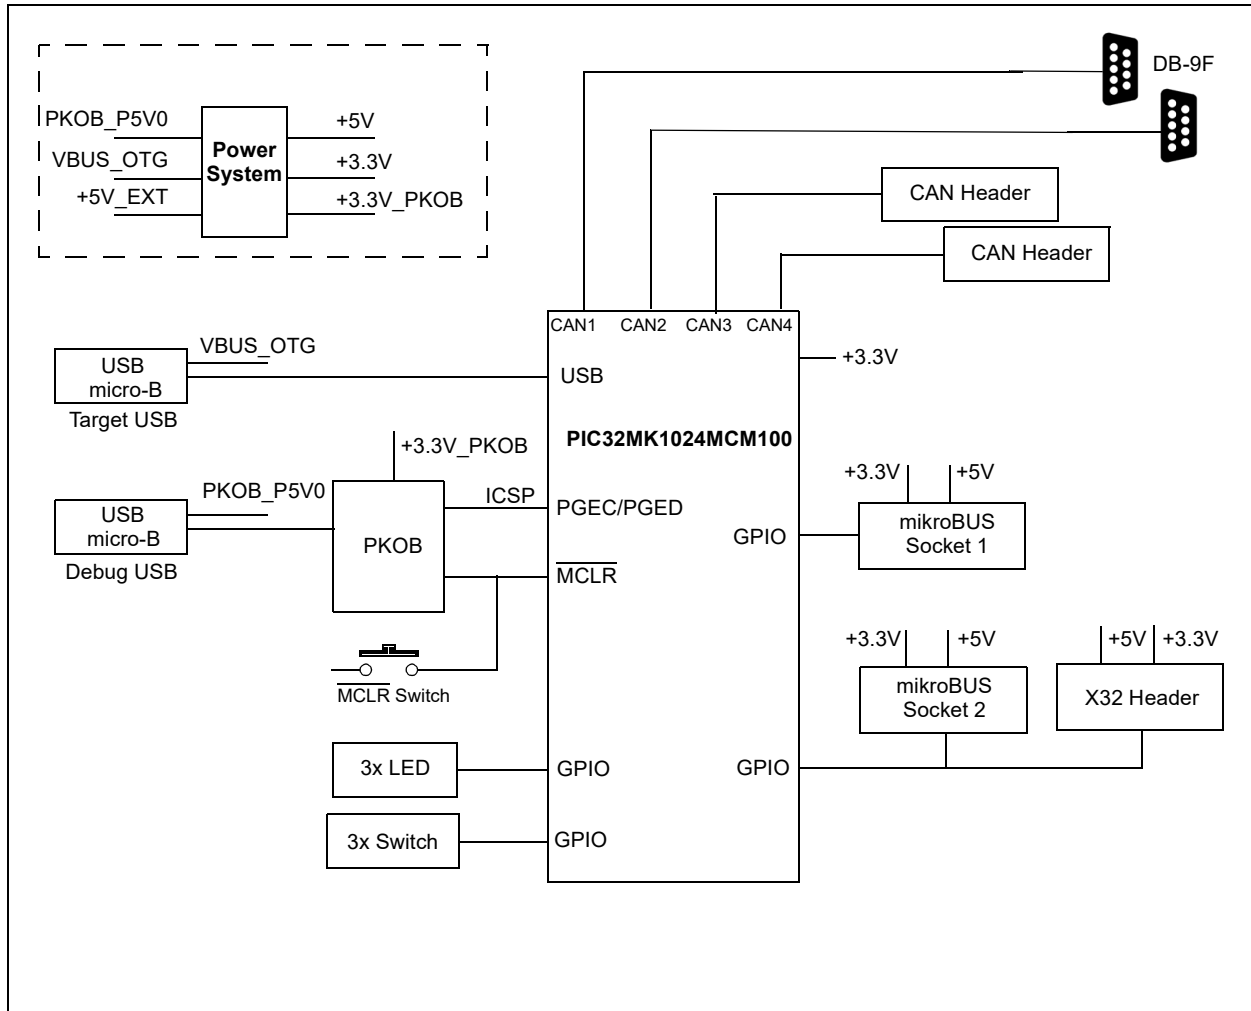 DB-9F
PKOB_P5V0
VBUS_OTG
+5V_EXT
Power
System
+5V
+3.3V
+3.3V_PKOB
CAN Header
CAN Header
CAN1 CAN2 CAN3 CAN4
VBUS_OTG
USB
micro-B
Target USB
USB
+3.3V
PIC32MK1024MCM100
+3.3V_PKOB
PKOB_P5V0
USB
micro-B
Debug USB
PKOB
ICSP
PGEC/PGED
MCLR
MCLR Switch
+3.3V
+5V
mikroBUS
Socket 1
GPIO
+3.3V
+5V
mikroBUS
Socket 2
+5V
+3.3V
X32 Header
3x LED
GPIO
GPIO
3x Switch
GPIO